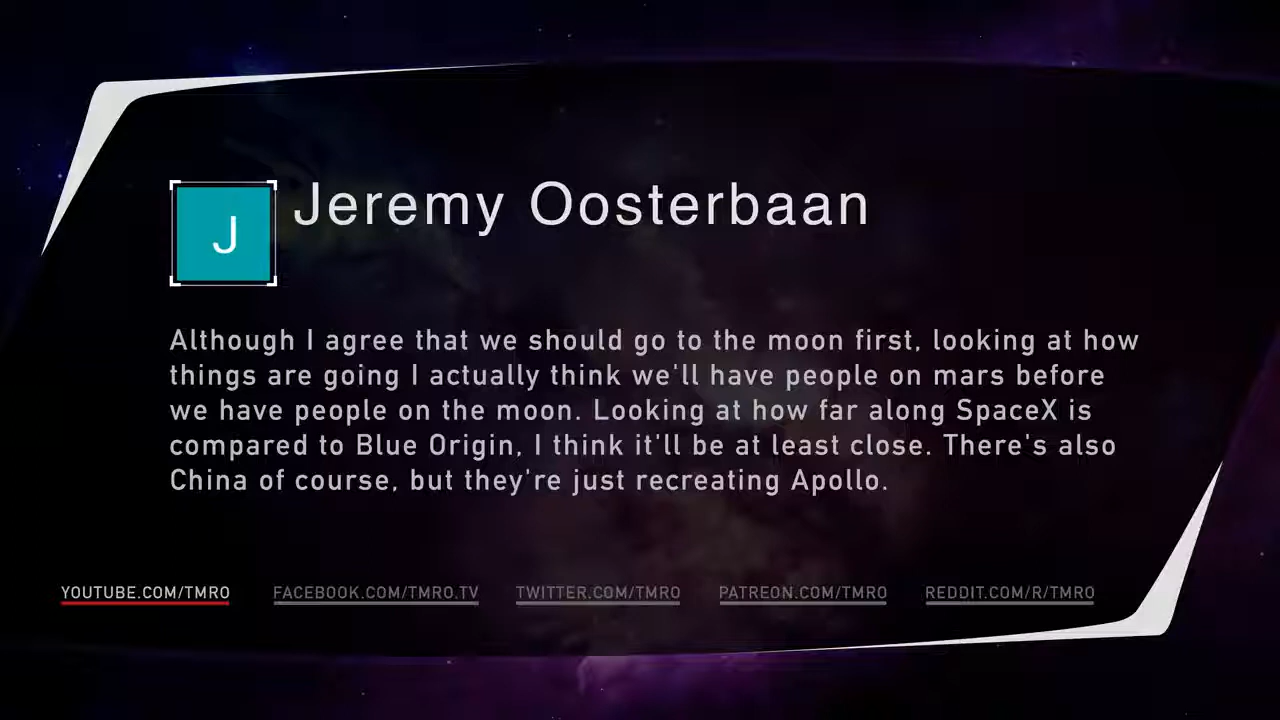 J
Jeremy Oosterbaan
Although I agree that we should go to the moon first, looking at how
things are going I actually think we'll have people on mars before
we have people on the moon. Looking at how far along SpaceX is
compared to Blue Origin, I think it'll be at least close. There's also
China of course, but they're just recreating Apollo.
YOUTUBE.COM/TMRO FACEBOOK.COM/TMRO.TV TWITTER.COM/TMRO PATREON.COM/TMRO REDDIT.COM/R/TMRO